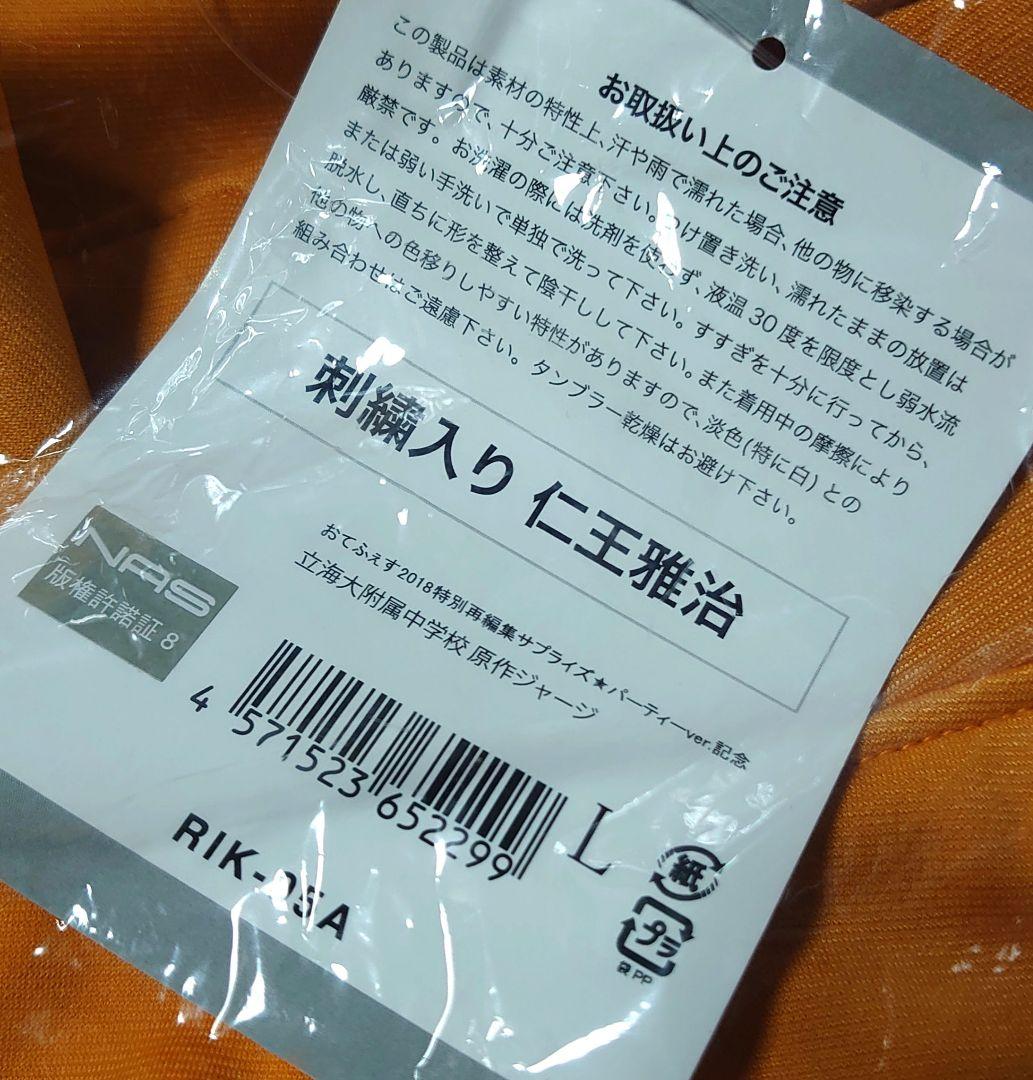 お取扱い上のご注意
この製品は素材の特性上、汗や雨で濡れた場合、他の物に移染する場合が
ありますので、十分ご注意下さい。つけ置き洗い、濡れたままの放置は
厳禁です。お洗濯の際には洗剤を使わず、液温30度を限度とし弱水流
または弱い手洗いで単独で洗って下さい。すすぎを十分に行ってから、
脱水し、直ちに形を整えて陰干しして下さい。また着用中の摩擦により
他の物への色移りしやすい特性がありますので、淡色(特に白)との
組み合わせはご遠慮下さい。タンブラー乾燥はお避け下さい。
刺繍入り 仁王雅治
おてふぇす2018特別再編集サプライズ★パーティーver.記念
立海大附属中学校 原作ジャージ
NAS
版権許諾証 8
4 571523 652299
L
RIK-05A
紙
プラ
袋 PP